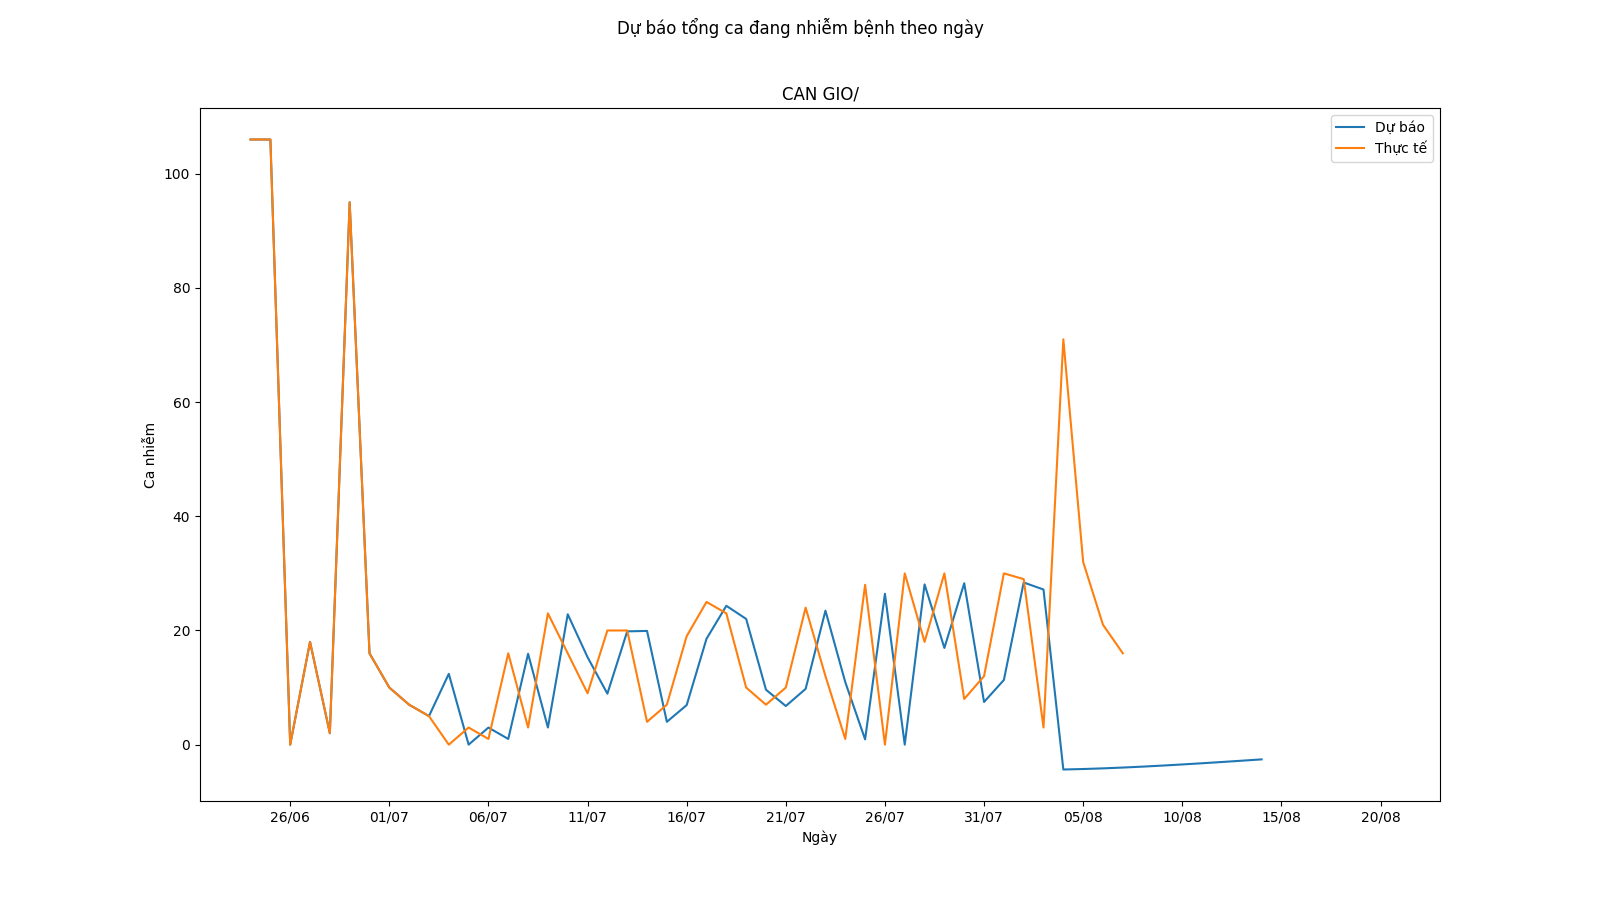 Dự báo tổng ca đang nhiễm bệnh theo ngày
CAN GIO/
Dự báo
Thực tế
100
80
60
40
20
0
Ca nhiễm
26/06 01/07 06/07 11/07 16/07 21/07 26/07 31/07 05/08 10/08 15/08 20/08
Ngày